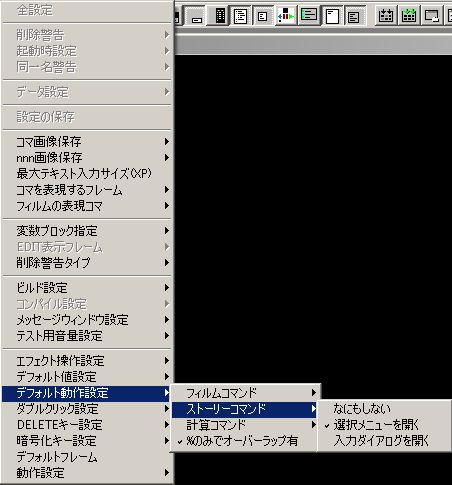 全設定
削除警告
起動時設定
同一名警告
データ設定
設定の保存
コマ画像保存
nnn画像保存
最大テキスト入力サイズ(XP)
コマを表現するフレーム
フィルムの表現コマ
変数ブロック指定
EDIT表示フレーム
削除警告タイプ
ビルド設定
コンパイル設定
メッセージウィンドウ設定
テスト用音量設定
エフェクト操作設定
デフォルト値設定
デフォルト動作設定
ダブルクリック設定
DELETEキー設定
暗号化キー設定
デフォルトフレーム
動作設定
フィルムコマンド
ストーリーコマンド
計算コマンド
✓%のみでオーバーラップ有
なにもしない
✓選択メニューを開く
入力ダイアログを開く